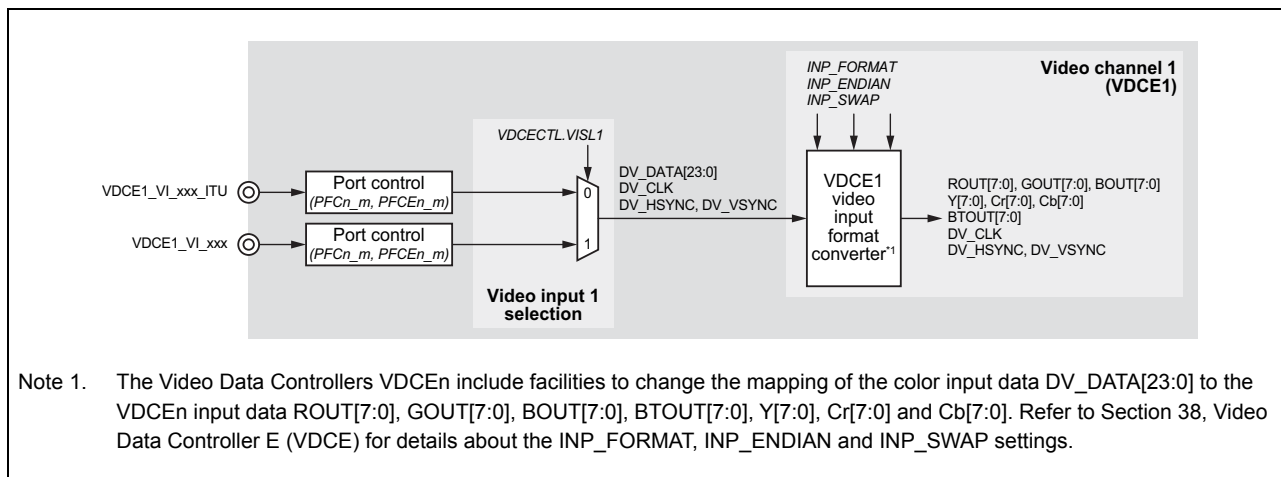 INP_FORMAT
INP_ENDIAN
INP_SWAP
Video channel 1
(VDCE1)
VDCECTL.VISL1
VDCE1_VI_xxx_ITU
Port control
(PFCn_m, PFCEn_m)
0
DV_DATA[23:0]
DV_CLK
DV_HSYNC, DV_VSYNC
VDCE1
video
input
format
converter*1
ROUT[7:0], GOUT[7:0], BOUT[7:0]
Y[7:0], Cr[7:0], Cb[7:0]
BTOUT[7:0]
DV_CLK
DV_HSYNC, DV_VSYNC
VDCE1_VI_xxx
Port control
(PFCn_m, PFCEn_m)
1
Video input 1
selection
Note 1. The Video Data Controllers VDCEn include facilities to change the mapping of the color input data DV_DATA[23:0] to the
VDCEn input data ROUT[7:0], GOUT[7:0], BOUT[7:0], BTOUT[7:0], Y[7:0], Cr[7:0] and Cb[7:0]. Refer to Section 38, Video
Data Controller E (VDCE) for details about the INP_FORMAT, INP_ENDIAN and INP_SWAP settings.